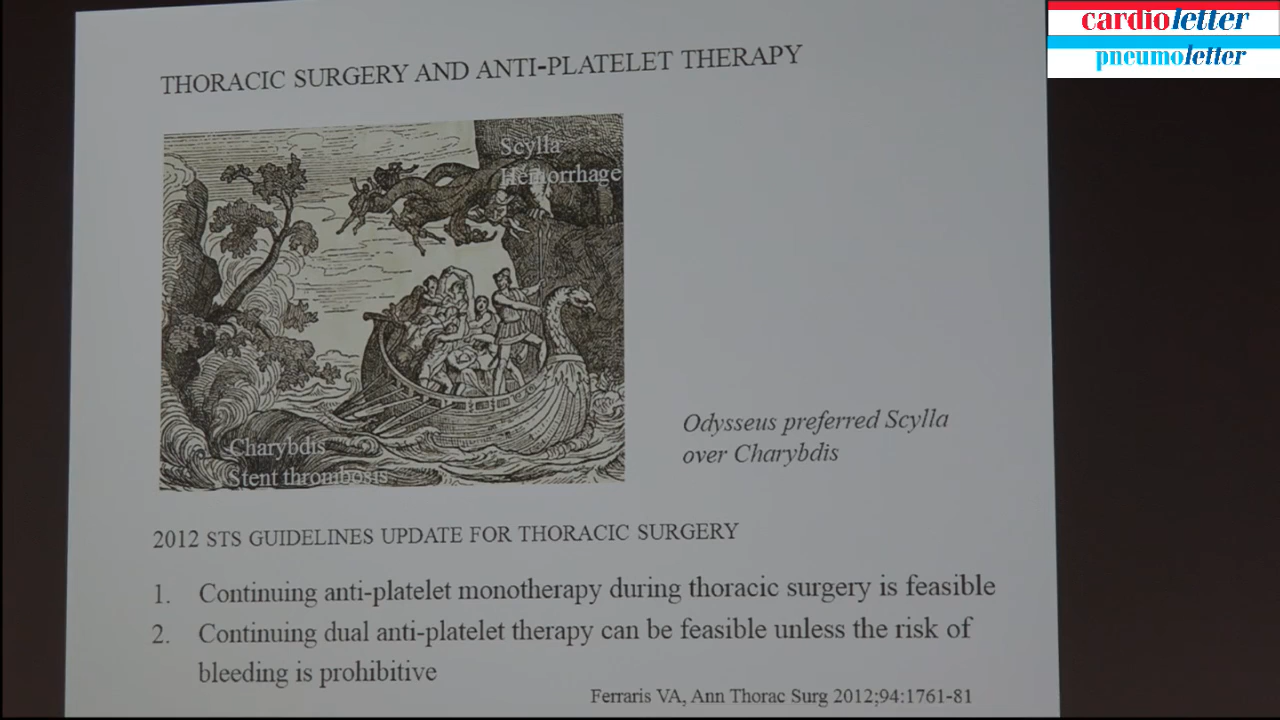 cardioletter
pneumoletter
THORACIC SURGERY AND ANTI-PLATELET THERAPY
Scylla
Hemorrhage
Charybdis
Stent thrombosis
Odysseus preferred Scylla
over Charybdis
2012 STS GUIDELINES UPDATE FOR THORACIC SURGERY
1. Continuing anti-platelet monotherapy during thoracic surgery is feasible
2. Continuing dual anti-platelet therapy can be feasible unless the risk of
bleeding is prohibitive
Ferraris VA, Ann Thorac Surg 2012;94:1761-81